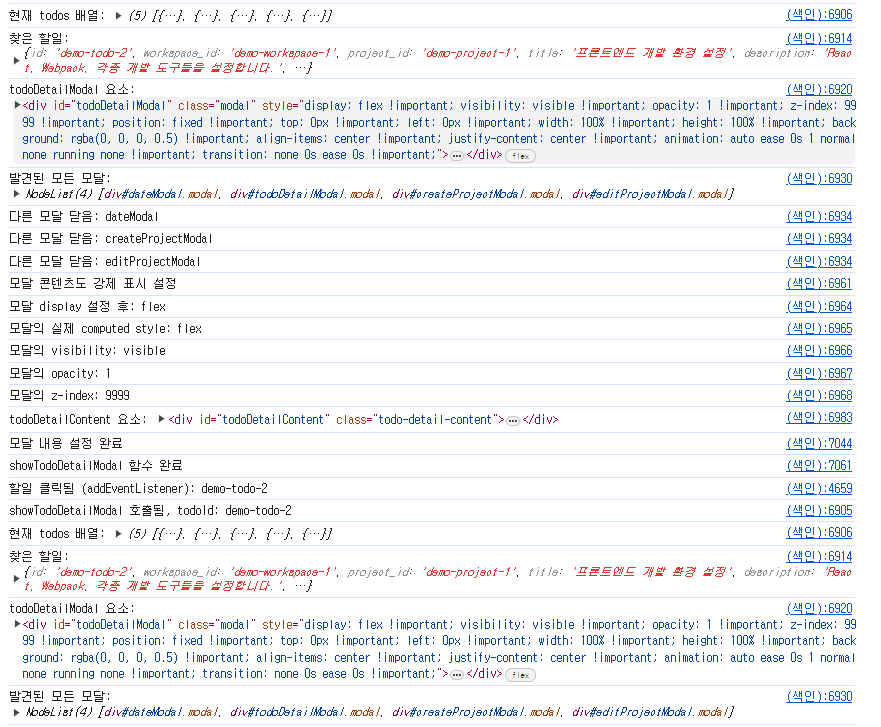 현재 todos 배열: ▶ (5) [{…}, {…}, {…}, {…}, {…}] (색인):6906
찾은 할일: (색인):6914
{id: 'demo-todo-2', workspace_id: 'demo-workspace-1', project_id: 'demo-project-1', title: '프론트엔드 개발 환경 설정', description: 'Reac
▶ t, Webpack, 각종 개발 도구들을 설정합니다.', …}
todoDetailModal 요소: (색인):6920
▶<div id="todoDetailModal" class="modal" style="display: flex !important; visibility: visible !important; opacity: 1 !important; z-index: 99
99 !important; position: fixed !important; top: 0px !important; left: 0px !important; width: 100% !important; height: 100% !important; back
ground: rgba(0, 0, 0, 0.5) !important; align-items: center !important; justify-content: center !important; animation: auto ease 0s 1 normal
none running none !important; transition: none 0s ease 0s !important;">…</div> flex
발견된 모든 모달: (색인):6930
▶ NodeList(4) [div#dateModal.modal, div#todoDetailModal.modal, div#createProjectModal.modal, div#editProjectModal.modal]
다른 모달 닫음: dateModal (색인):6934
다른 모달 닫음: createProjectModal (색인):6934
다른 모달 닫음: editProjectModal (색인):6934
모달 콘텐츠도 강제 표시 설정 (색인):6961
모달 display 설정 후: flex (색인):6964
모달의 실제 computed style: flex (색인):6965
모달의 visibility: visible (색인):6966
모달의 opacity: 1 (색인):6967
모달의 z-index: 9999 (색인):6968
todoDetailContent 요소: ▶<div id="todoDetailContent" class="todo-detail-content">…</div> (색인):6983
모달 내용 설정 완료 (색인):7044
showTodoDetailModal 함수 완료 (색인):7061
할일 클릭됨 (addEventListener): demo-todo-2 (색인):4659
showTodoDetailModal 호출됨, todoId: demo-todo-2 (색인):6905
현재 todos 배열: ▶ (5) [{…}, {…}, {…}, {…}, {…}] (색인):6906
찾은 할일: (색인):6914
{id: 'demo-todo-2', workspace_id: 'demo-workspace-1', project_id: 'demo-project-1', title: '프론트엔드 개발 환경 설정', description: 'Reac
▶ t, Webpack, 각종 개발 도구들을 설정합니다.', …}
todoDetailModal 요소: (색인):6920
▶<div id="todoDetailModal" class="modal" style="display: flex !important; visibility: visible !important; opacity: 1 !important; z-index: 99
99 !important; position: fixed !important; top: 0px !important; left: 0px !important; width: 100% !important; height: 100% !important; back
ground: rgba(0, 0, 0, 0.5) !important; align-items: center !important; justify-content: center !important; animation: auto ease 0s 1 normal
none running none !important; transition: none 0s ease 0s !important;">…</div> flex
발견된 모든 모달: (색인):6930
▶ NodeList(4) [div#dateModal.modal, div#todoDetailModal.modal, div#createProjectModal.modal, div#editProjectModal.modal]